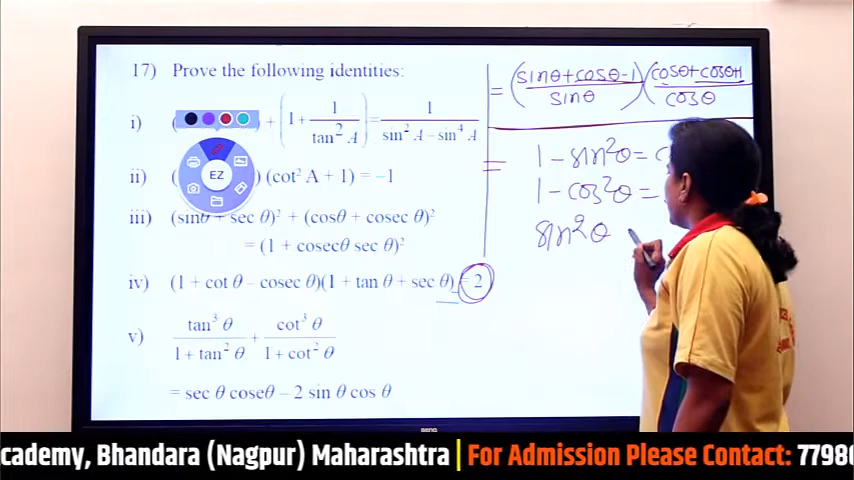 17) Prove the following identities:
i) ( + (1 + 1/tan² A) = 1/(sin² A – sin⁴ A)
EZ
ii) ( ) (cot² A + 1) = –1
iii) (sinθ + sec θ)² + (cosθ + cosec θ)²
= (1 + cosecθ sec θ)²
iv) (1 + cot θ – cosec θ)(1 + tan θ + sec θ) = 2
v) tan³ θ/(1 + tan² θ) + cot³ θ/(1 + cot² θ)
= sec θ coseθ – 2 sin θ cos θ
= (sinθ+cosθ-1/sinθ)(cosθ+cosθ+1/cosθ)
= 1 – sin²θ = c
1 – cos²θ =
sin²θ
BENQ
cademy, Bhandara (Nagpur) Maharashtra | For Admission Please Contact: 7798